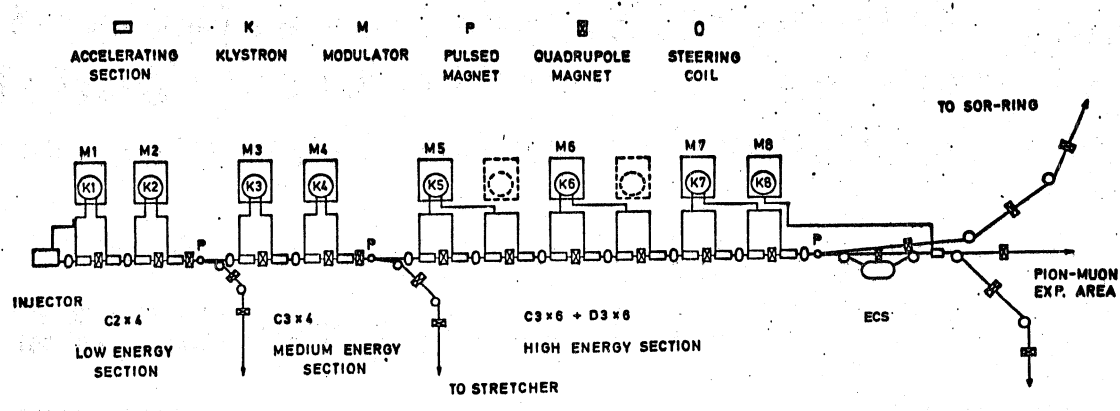 K M P
ACCELERATING KLYSTRON MODULATOR PULSED QUADRUPOLE STEERING
SECTION MAGNET MAGNET COIL
TO SOR-RING
M1 M2 M3 M4 M5 M6 M7 M8
K1 K2 K3 K4 K5 K6 K7 K8
P P P
INJECTOR
PION-MUON
EXP. AREA
C2×4 C3×4 C3×6 + D3×6 ECS
LOW ENERGY MEDIUM ENERGY HIGH ENERGY SECTION
SECTION SECTION
TO STRETCHER